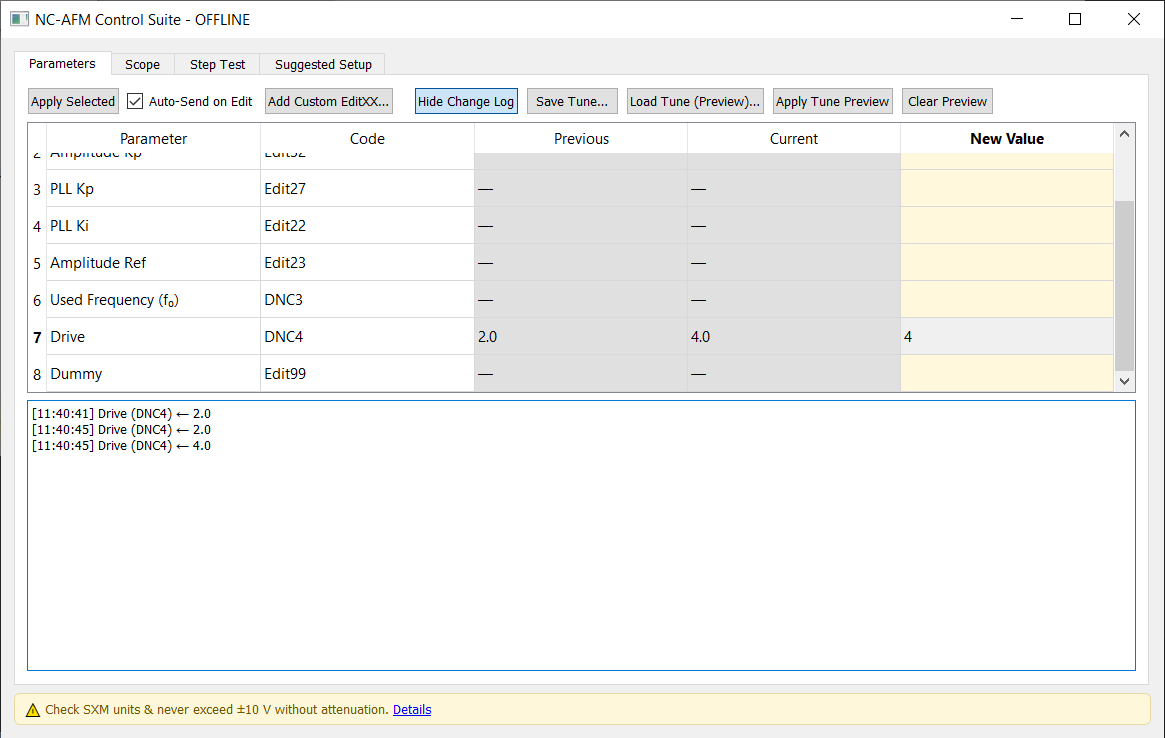 NC-AFM Control Suite - OFFLINE
Parameters Scope Step Test Suggested Setup
Apply Selected Auto-Send on Edit Add Custom EditXX... Hide Change Log Save Tune... Load Tune (Preview)... Apply Tune Preview Clear Preview
Parameter Code Previous Current New Value
2 Amplitude Kp Edit32
3 PLL Kp Edit27 — —
4 PLL Ki Edit22 — —
5 Amplitude Ref Edit23 — —
6 Used Frequency (f₀) DNC3 — —
7 Drive DNC4 2.0 4.0 4
8 Dummy Edit99 — —
[11:40:41] Drive (DNC4) ← 2.0
[11:40:45] Drive (DNC4) ← 2.0
[11:40:45] Drive (DNC4) ← 4.0
Check SXM units & never exceed ±10 V without attenuation. Details